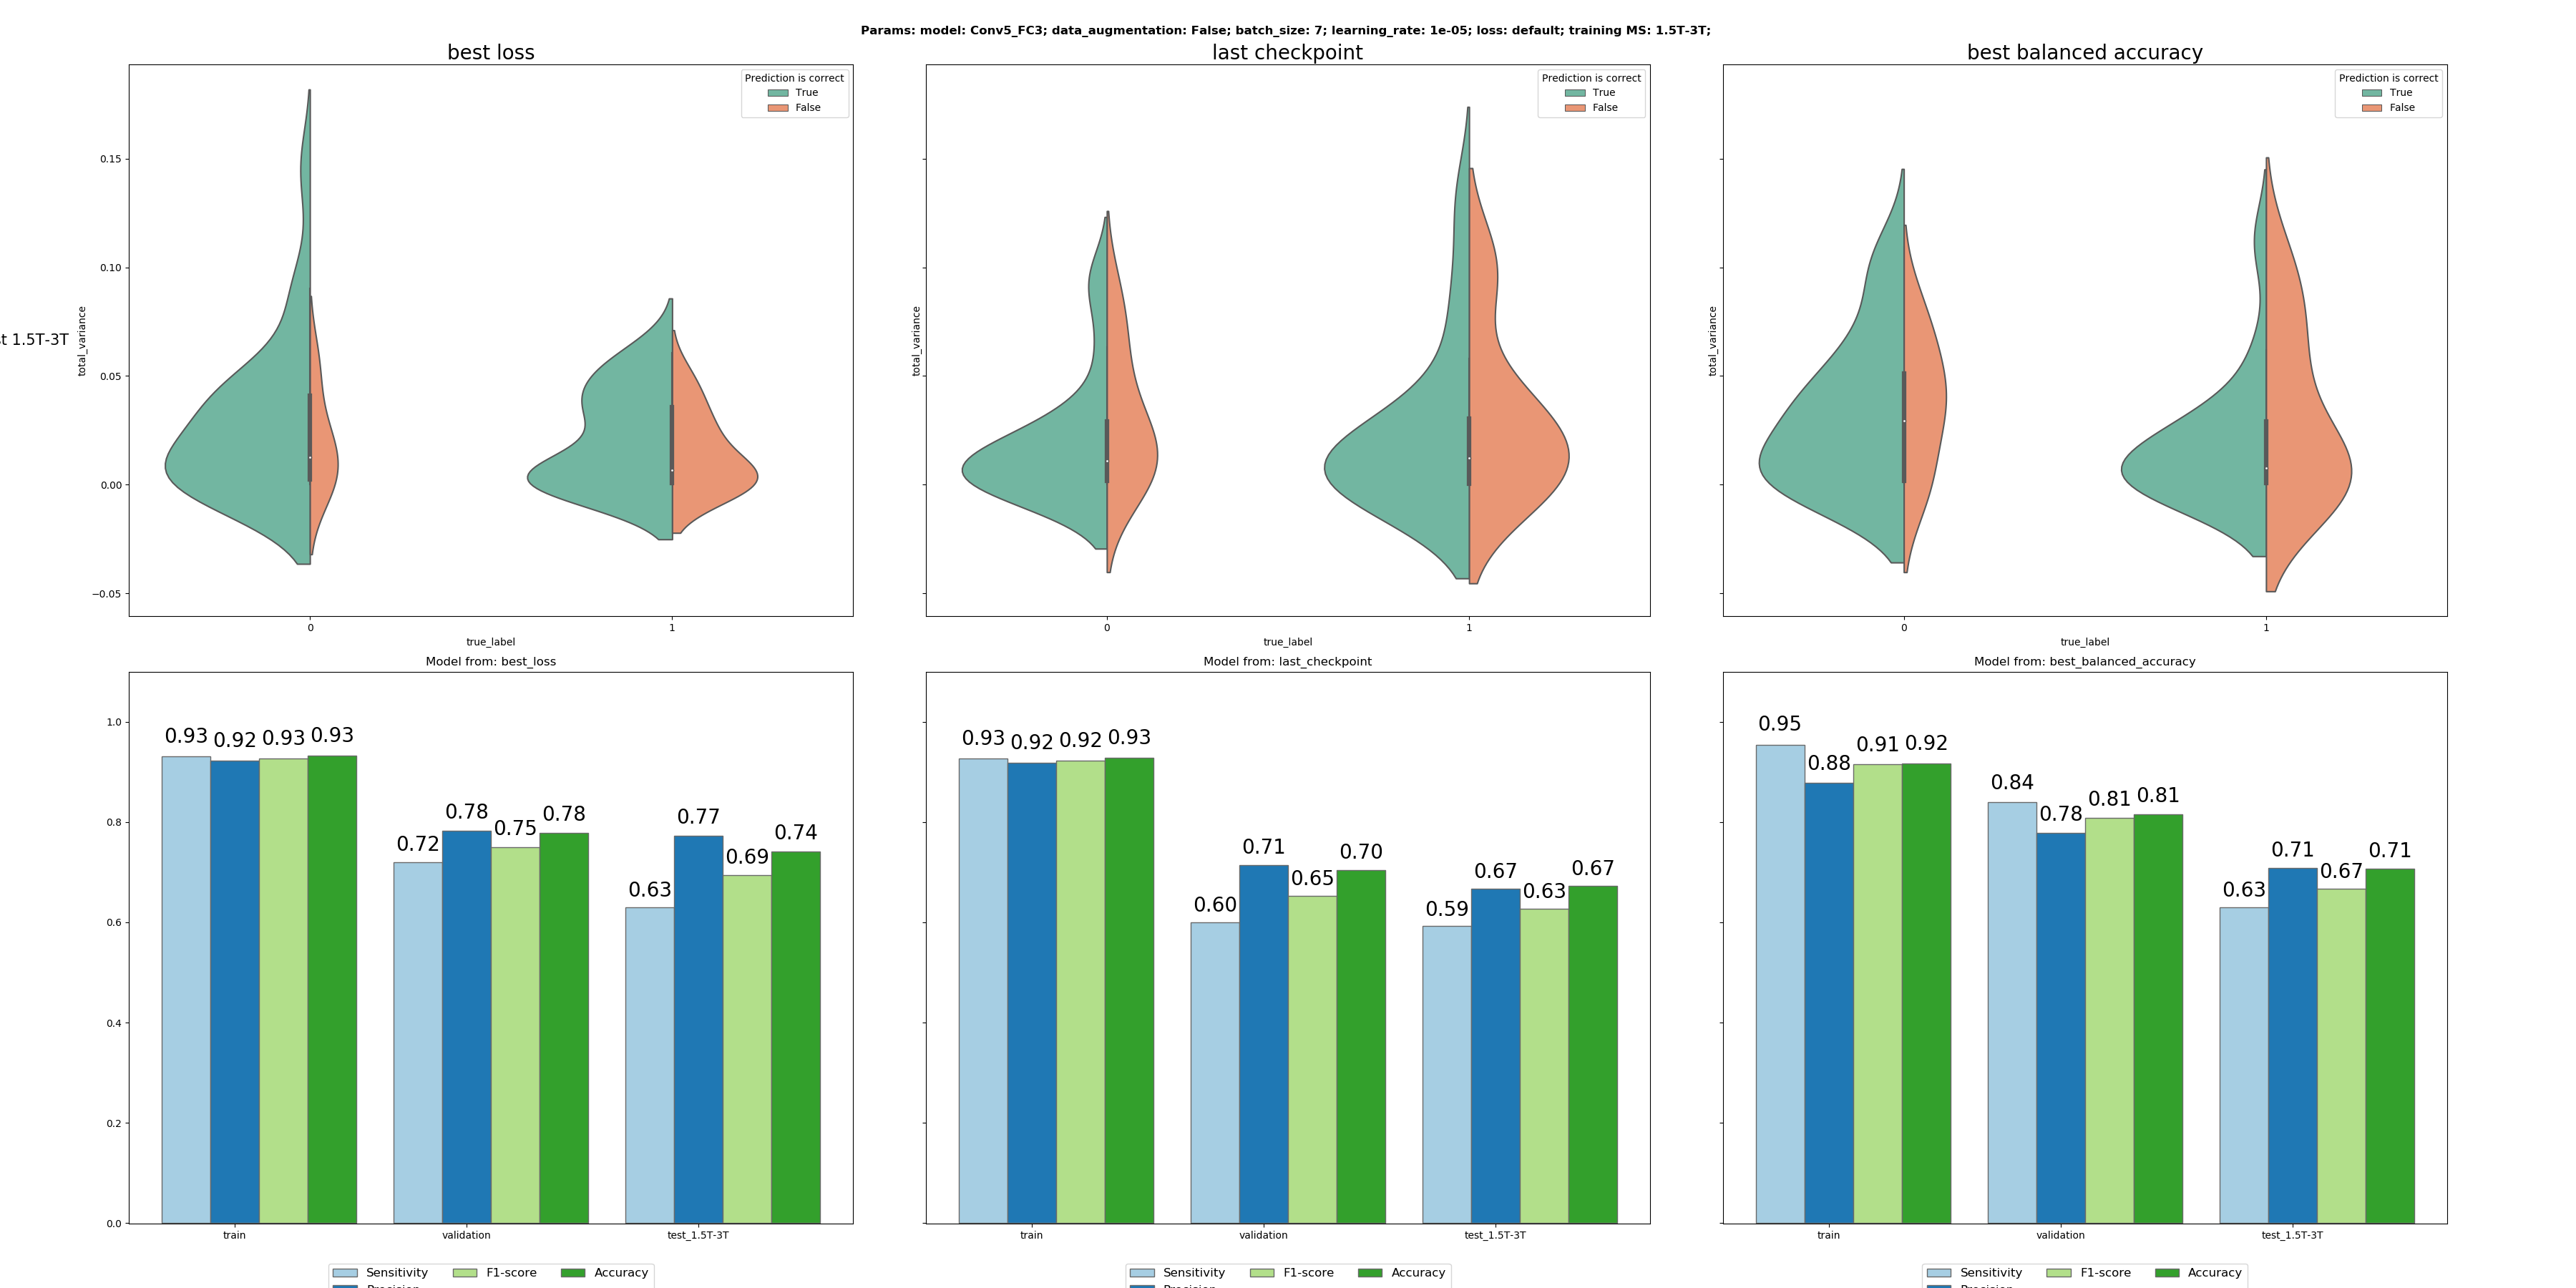 Params: model: Conv5_FC3; data_augmentation: False; batch_size: 7; learning_rate: 1e-05; loss: default; training MS: 1.5T-3T;
best loss
last checkpoint
best balanced accuracy
Prediction is correct
True
False
Prediction is correct
True
False
Prediction is correct
True
False
1.5T-3T
total_variance
0.15
0.10
0.05
0.00
−0.05
total_variance
total_variance
0 1
true_label
0 1
true_label
0 1
true_label
Model from: best_loss
1.0
0.8
0.6
0.4
0.2
0.0
0.93 0.92 0.93 0.93
0.72 0.78 0.75 0.78
0.63 0.77 0.69 0.74
train validation test_1.5T-3T
Sensitivity F1-score Accuracy
Precision
Model from: last_checkpoint
0.93 0.92 0.92 0.93
0.60 0.71 0.65 0.70
0.59 0.67 0.63 0.67
train validation test_1.5T-3T
Sensitivity F1-score Accuracy
Precision
Model from: best_balanced_accuracy
0.95 0.88 0.91 0.92
0.84 0.78 0.81 0.81
0.63 0.71 0.67 0.71
train validation test_1.5T-3T
Sensitivity F1-score Accuracy
Precision